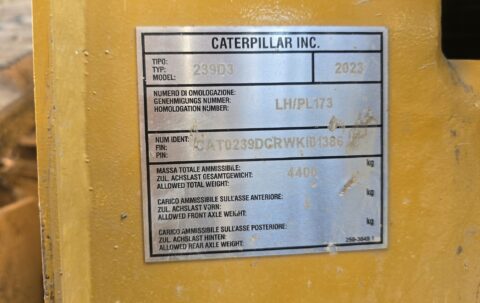 CATERPILLAR INC.
TIPO:
TYP:
MODEL:
239D3
2023
NUMERO DI OMOLOGAZIONE:
GENEHMIGUNGS NUMMER:
HOMOLOGATION NUMBER:
LH/PL173
NUM IDENT:
FIN:
PIN:
MASSA TOTALE AMMISSIBILE:
ZUL. ACHSLAST GESAMTGEWICHT:
ALLOWED TOTAL WEIGHT:
4400
kg
CARICO AMMISSIBILE SULL'ASSE ANTERIORE:
ZUL. ACHSLAST VORN:
ALLOWED FRONT AXLE WEIGHT:
kg
CARICO AMMISSIBILE SULL'ASSE POSTERIORE:
ZUL. ACHSLAST HINTEN:
ALLOWED REAR AXLE WEIGHT:
kg